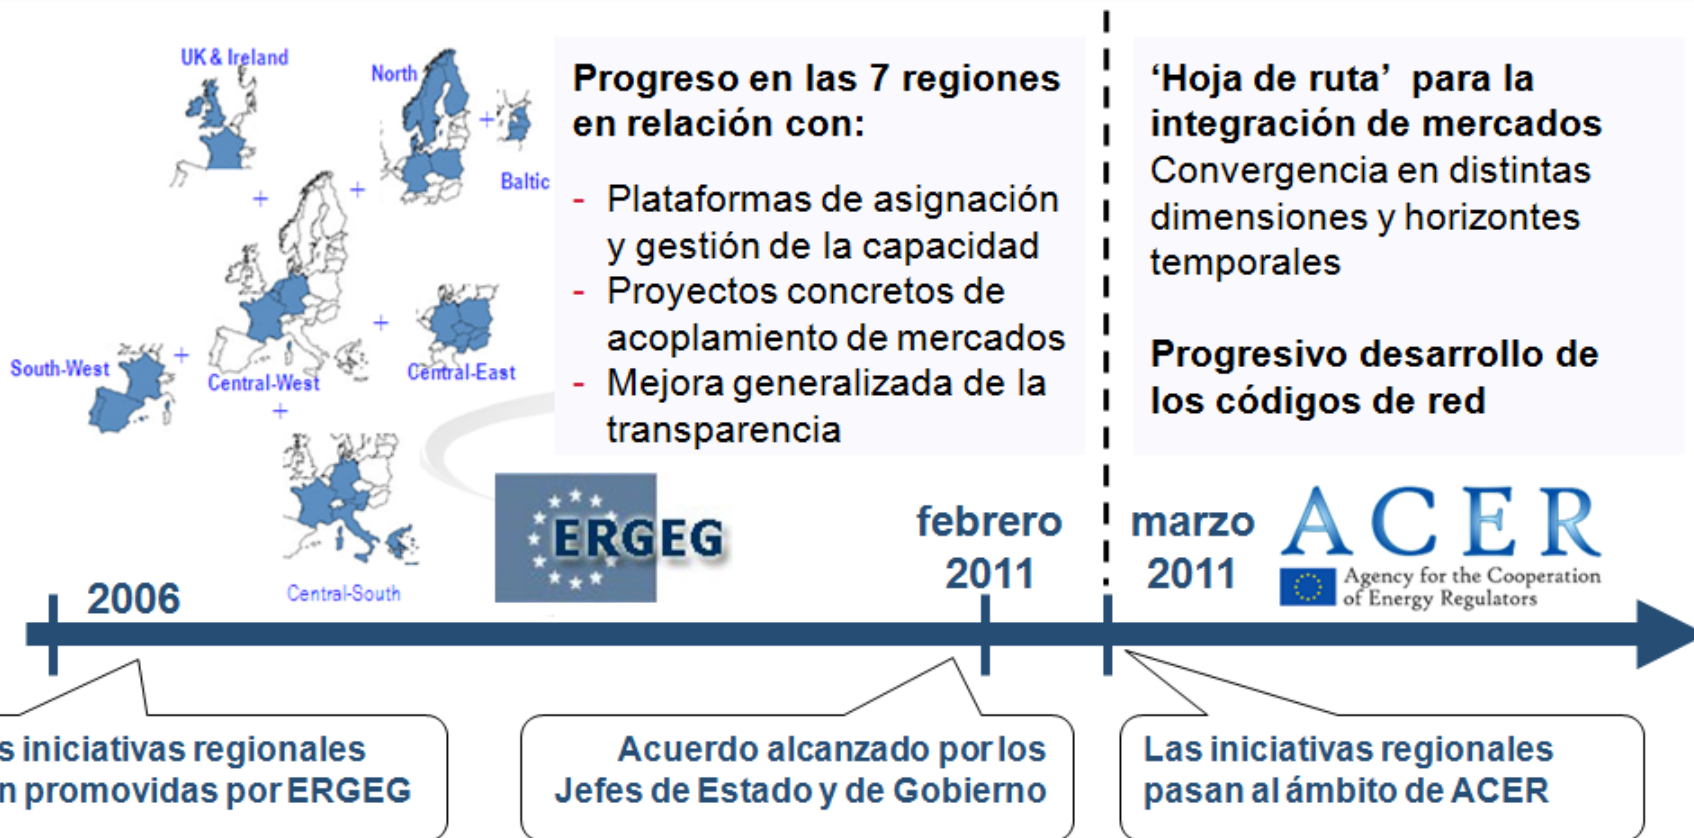 UK & Ireland
North
Baltic
South-West
Central-West
Central-East
Central-South
Progreso en las 7 regiones
en relación con:
- Plataformas de asignación
y gestión de la capacidad
- Proyectos concretos de
acoplamiento de mercados
- Mejora generalizada de la
transparencia
‘Hoja de ruta’ para la
integración de mercados
Convergencia en distintas
dimensiones y horizontes
temporales
Progresivo desarrollo de
los códigos de red
ERGEG
2006
febrero
2011
marzo
2011
ACER
Agency for the Cooperation
of Energy Regulators
iniciativas regionales
promovidas por ERGEG
Acuerdo alcanzado por los
Jefes de Estado y de Gobierno
Las iniciativas regionales
pasan al ámbito de ACER